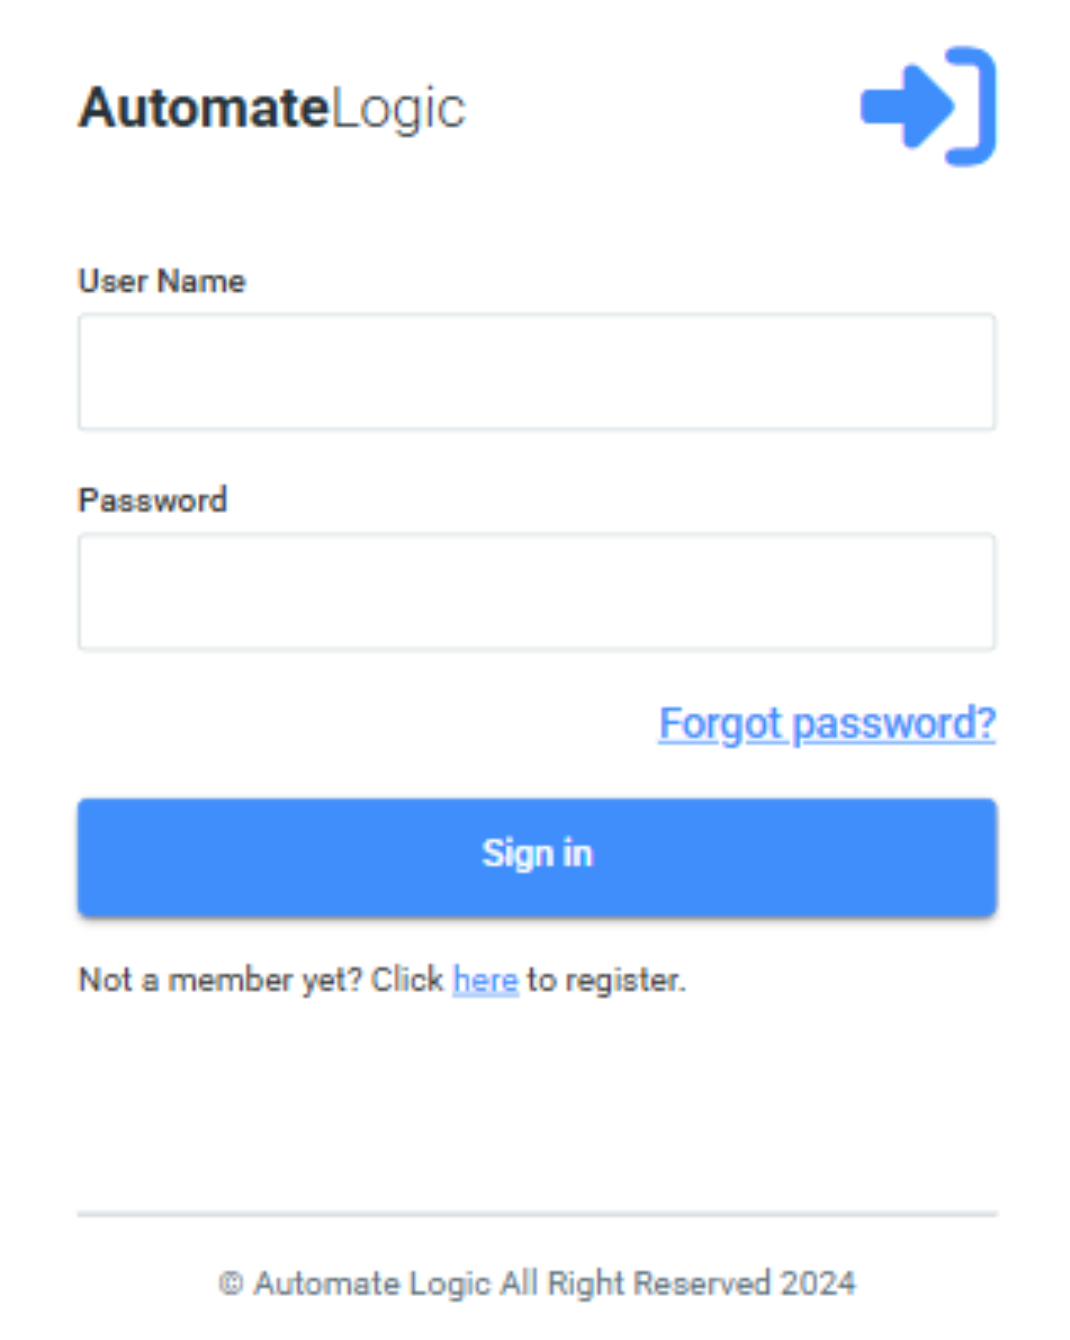 AutomateLogic
User Name
Password
Forgot password?
Sign in
Not a member yet? Click here to register.
© Automate Logic All Right Reserved 2024